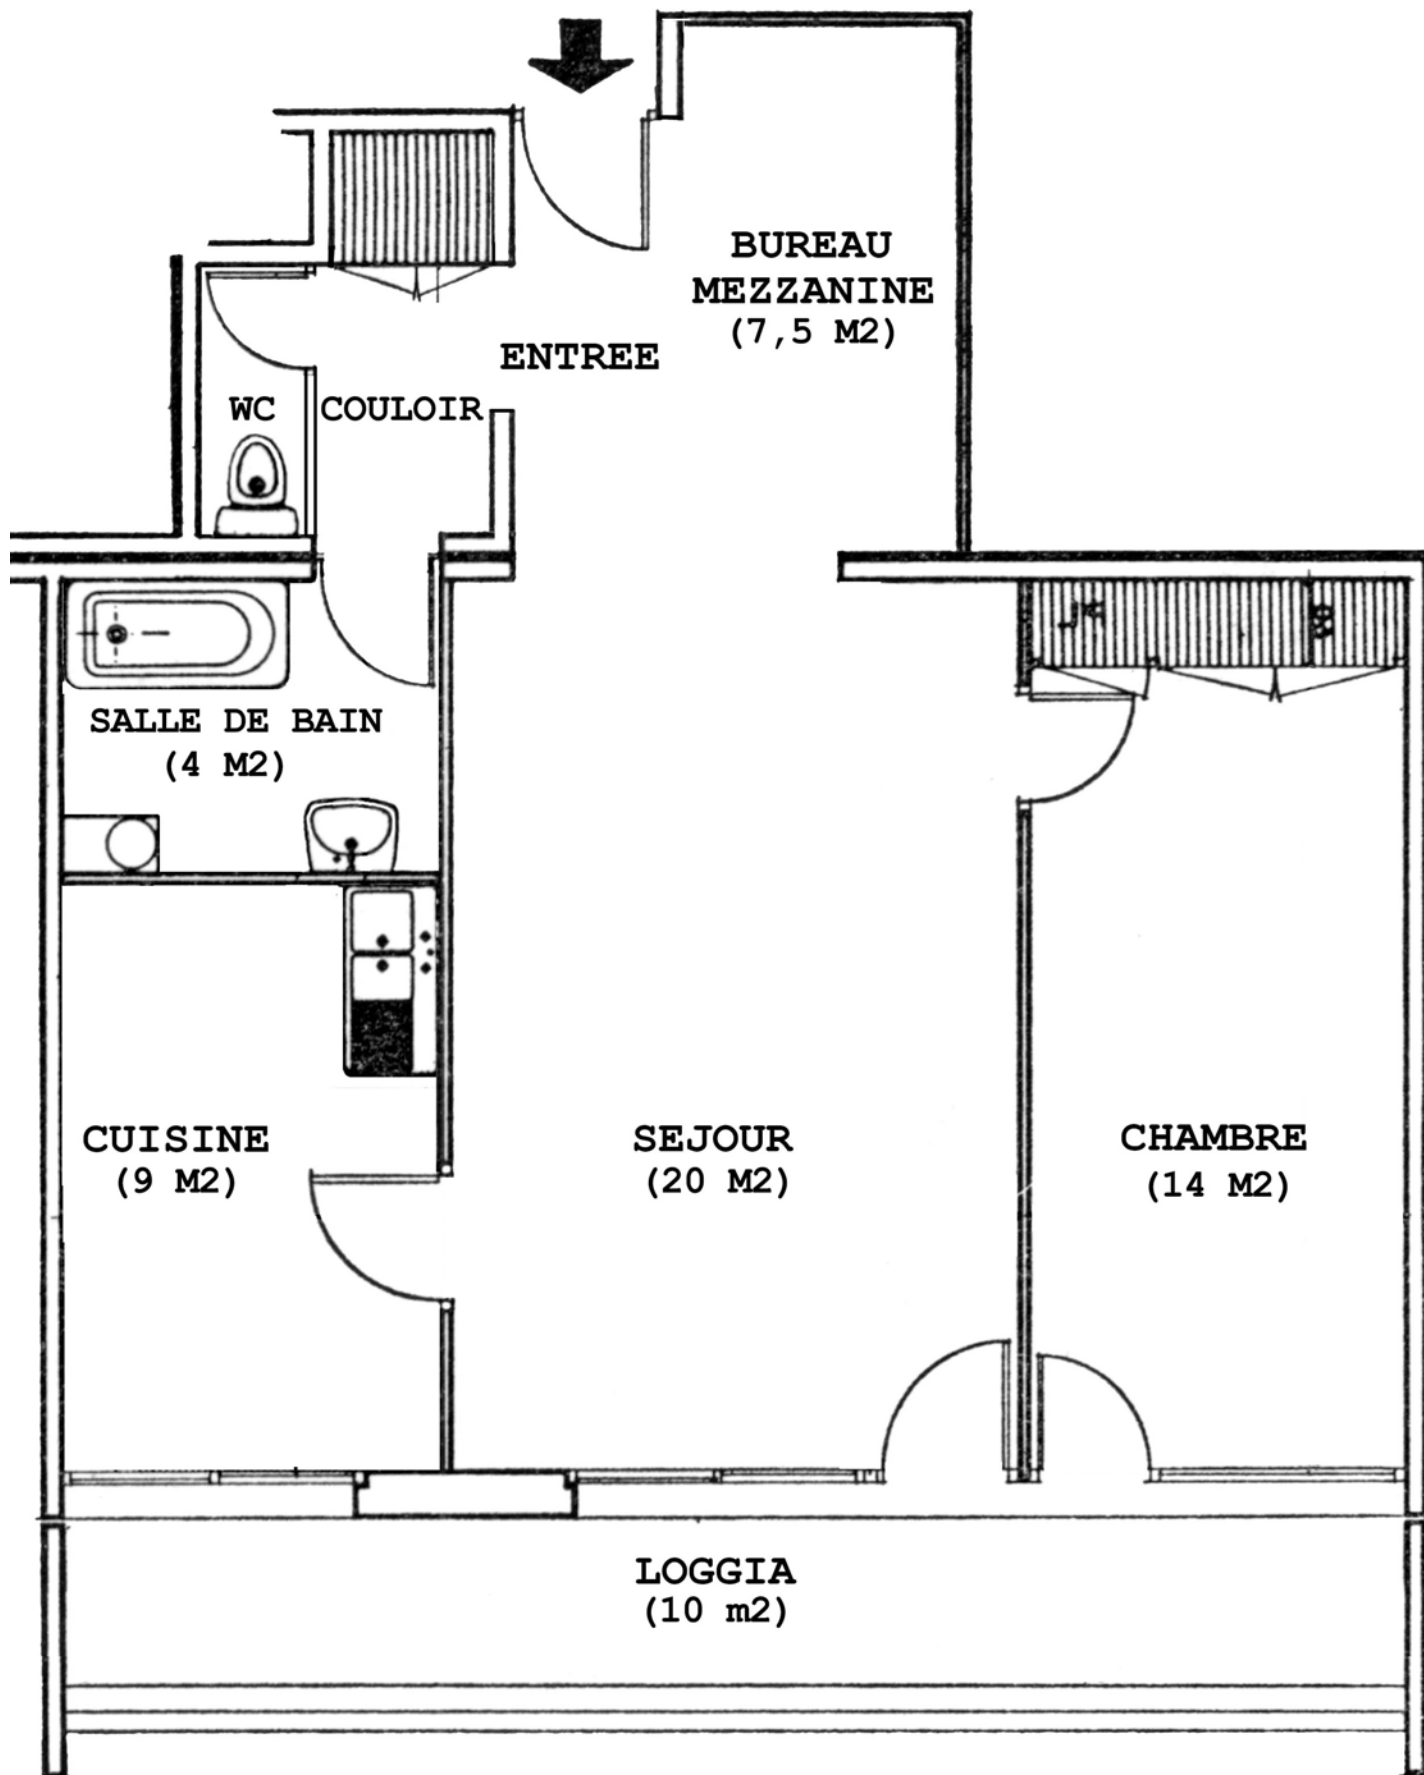 BUREAU
MEZZANINE
(7,5 M2)
ENTREE
WC
COULOIR
SALLE DE BAIN
(4 M2)
CUISINE
(9 M2)
SEJOUR
(20 M2)
CHAMBRE
(14 M2)
LOGGIA
(10 m2)